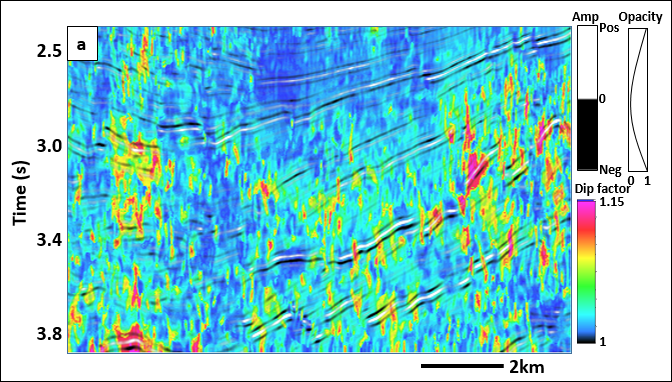 a
2.5
3.0
3.4
3.8
Time (s)
Amp
Opacity
Pos
0
Neg
0 1
Dip factor
1.15
1
2km